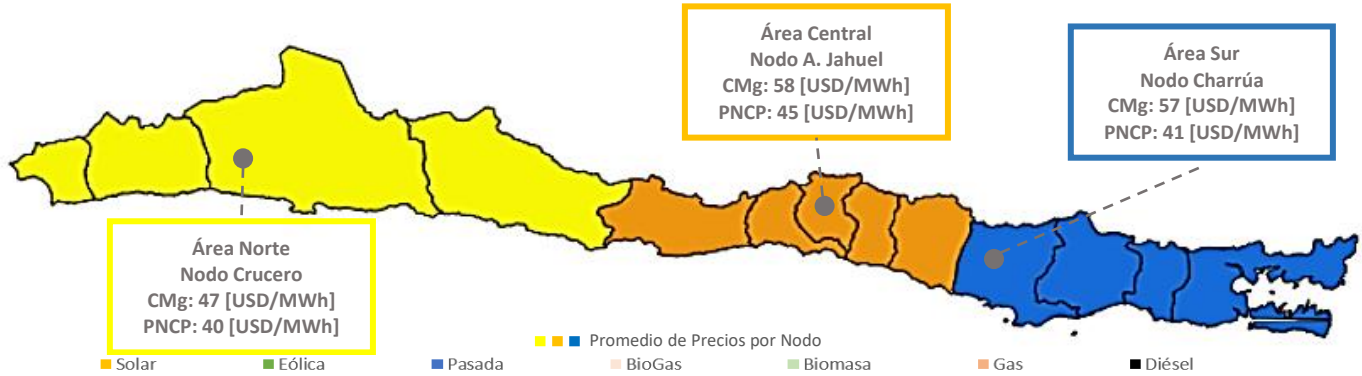 Área Central
Nodo A. Jahuel
CMg: 58 [USD/MWh]
PNCP: 45 [USD/MWh]
Área Sur
Nodo Charrúa
CMg: 57 [USD/MWh]
PNCP: 41 [USD/MWh]
Área Norte
Nodo Crucero
CMg: 47 [USD/MWh]
PNCP: 40 [USD/MWh]
Promedio de Precios por Nodo
Solar Eólica Pasada BioGas Biomasa Gas Diésel